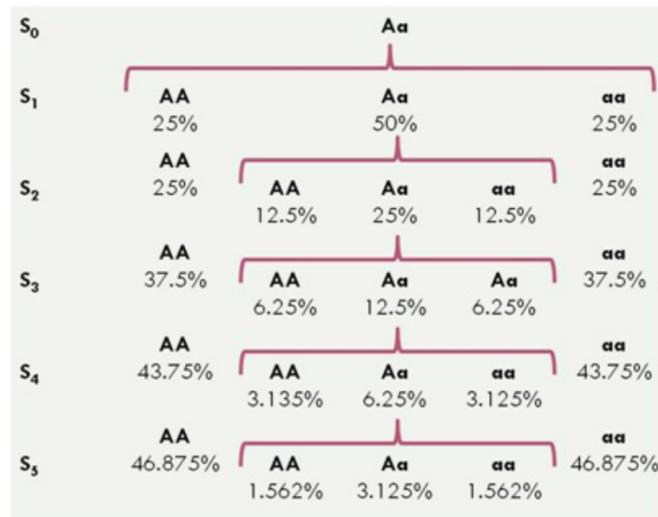 S₀ Aa
S₁ AA Aa aa
25% 50% 25%
AA aa
S₂ 25% AA Aa aa 25%
12.5% 25% 12.5%
AA aa
S₃ 37.5% AA Aa Aa 37.5%
6.25% 12.5% 6.25%
AA aa
S₄ 43.75% AA Aa aa 43.75%
3.135% 6.25% 3.125%
AA aa
S₅ 46.875% AA Aa aa 46.875%
1.562% 3.125% 1.562%